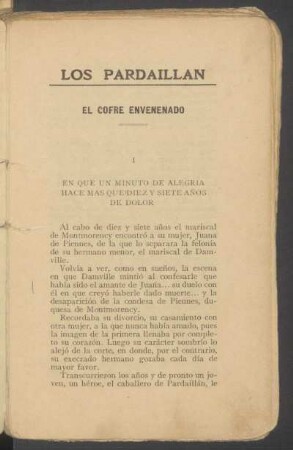 LOS PARDAILLAN
EL COFRE ENVENENADO
I
EN QUE UN MINUTO DE ALEGRIA
HACE MAS QUE DIEZ Y SIETE AÑOS
DE DOLOR
Al cabo de diez y siete años el mariscal
de Montmorency encontró a su mujer, Juana
de Piennes, de la que lo separara la felonía
de su hermano menor, el mariscal de Dam-
ville.
Volvía a ver, como en sueños, la escena
en que Damville mintió al confesarle que
había sido el amante de Juana... su duelo con
él en que creyó haberle dado muerte... y la
desaparición de la condesa de Piennes, du-
quesa de Montmorency.
Recordaba su divorcio, su casamiento con
otra mujer, a la que nunca había amado, pues
la imagen de la primera llenaba por com-
pleto su corazón. Luego su carácter sombrío lo
alejó de la corte, en donde, por el contrario,
su execrado hermano gozaba cada día de
mayor favor.
Transcurrieron los años y de pronto un jo-
ven, un héroe, el caballero de Pardaillán, le